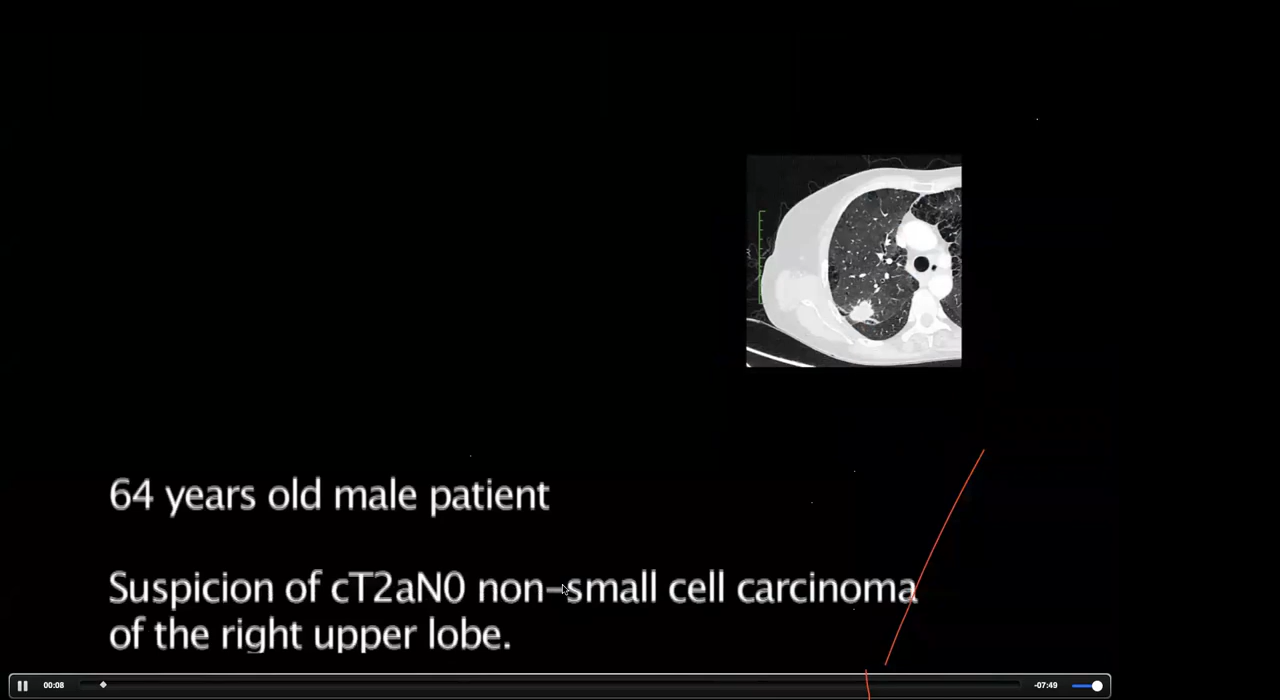 64 years old male patient
Suspicion of cT2aN0 non-small cell carcinoma
of the right upper lobe.
00:08
-07:49